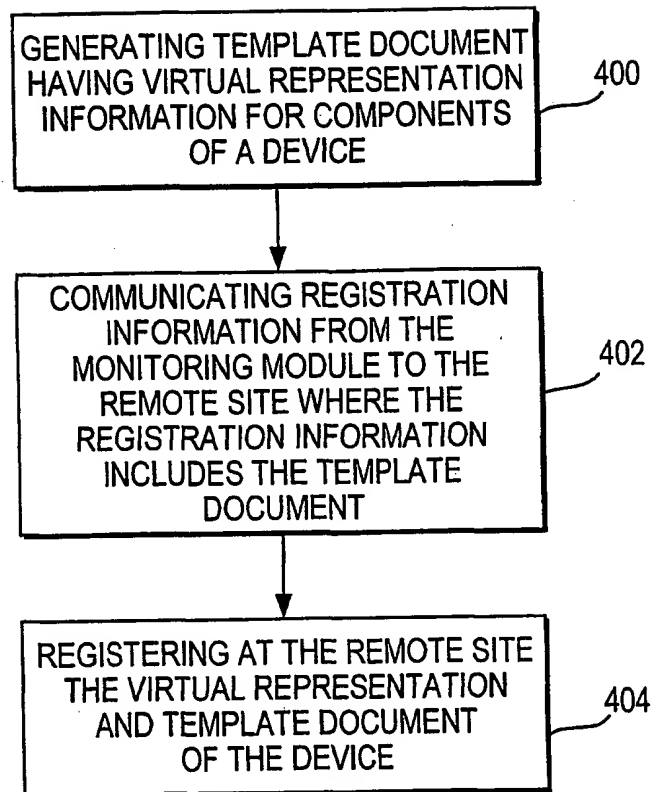 GENERATING TEMPLATE DOCUMENT
HAVING VIRTUAL REPRESENTATION
INFORMATION FOR COMPONENTS
OF A DEVICE
400
COMMUNICATING REGISTRATION
INFORMATION FROM THE
MONITORING MODULE TO THE
REMOTE SITE WHERE THE
REGISTRATION INFORMATION
INCLUDES THE TEMPLATE
DOCUMENT
402
REGISTERING AT THE REMOTE SITE
THE VIRTUAL REPRESENTATION
AND TEMPLATE DOCUMENT
OF THE DEVICE
404